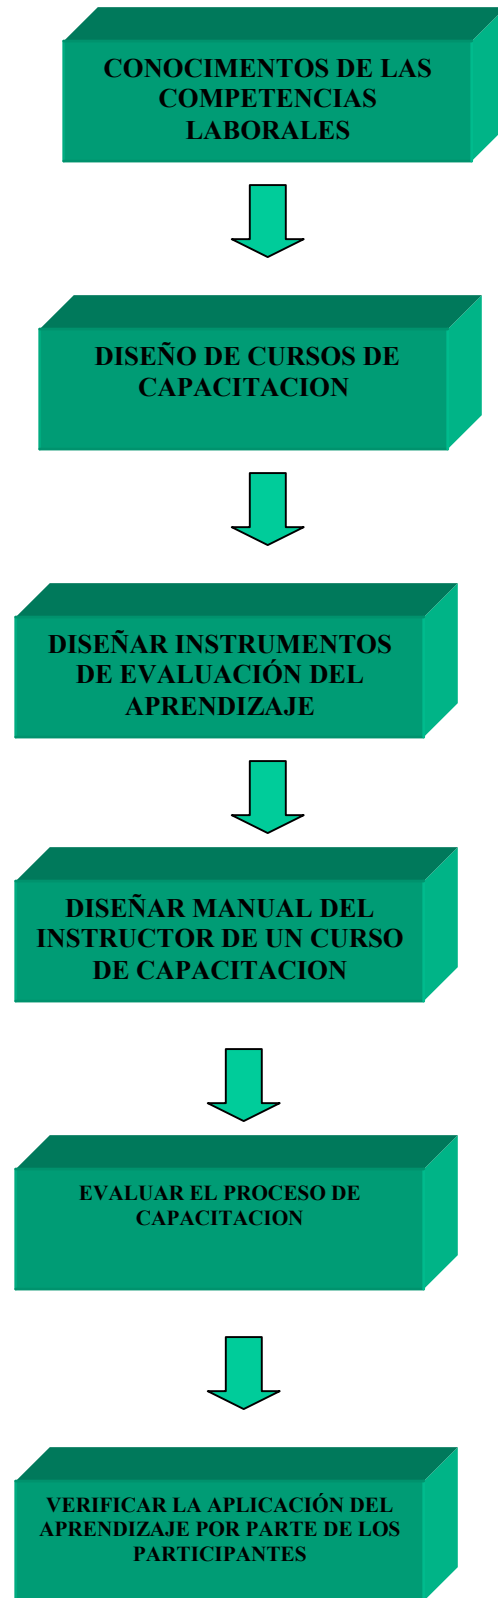 CONOCIMENTOS DE LAS
COMPETENCIAS
LABORALES
DISEÑO DE CURSOS DE
CAPACITACION
DISEÑAR INSTRUMENTOS
DE EVALUACIÓN DEL
APRENDIZAJE
DISEÑAR MANUAL DEL
INSTRUCTOR DE UN CURSO
DE CAPACITACION
EVALUAR EL PROCESO DE
CAPACITACION
VERIFICAR LA APLICACIÓN DEL
APRENDIZAJE POR PARTE DE LOS
PARTICIPANTES